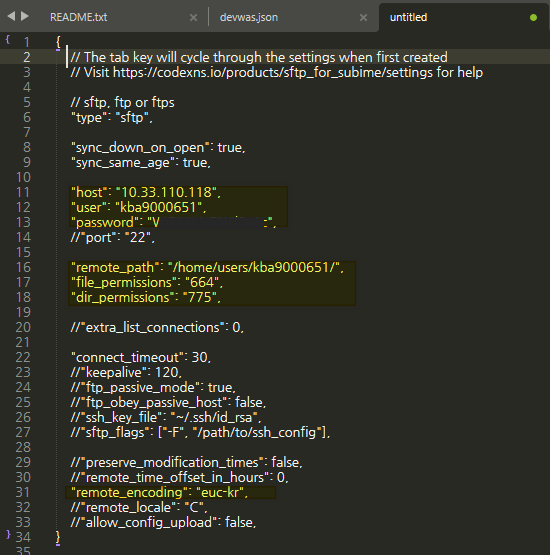 README.txt
devwas.json
untitled
{ 1 {
2 // The tab key will cycle through the settings when first created
3 // Visit https://codexns.io/products/sftp_for_subime/settings for help
4
5 // sftp, ftp or ftps
6 "type": "sftp",
7
8 "sync_down_on_open": true,
9 "sync_same_age": true,
10
11 "host": "10.33.110.118",
12 "user": "kba9000651",
13 "password":
14 //"port": "22",
15
16 "remote_path": "/home/users/kba9000651/",
17 "file_permissions": "664",
18 "dir_permissions": "775",
19
20 //"extra_list_connections": 0,
21
22 "connect_timeout": 30,
23 //"keepalive": 120,
24 //"ftp_passive_mode": true,
25 //"ftp_obey_passive_host": false,
26 //"ssh_key_file": "~/.ssh/id_rsa",
27 //"sftp_flags": ["-F", "/path/to/ssh_config"],
28
29 //"preserve_modification_times": false,
30 //"remote_time_offset_in_hours": 0,
31 "remote_encoding": "euc-kr",
32 //"remote_locale": "C",
33 //"allow_config_upload": false,
} 34 }
35